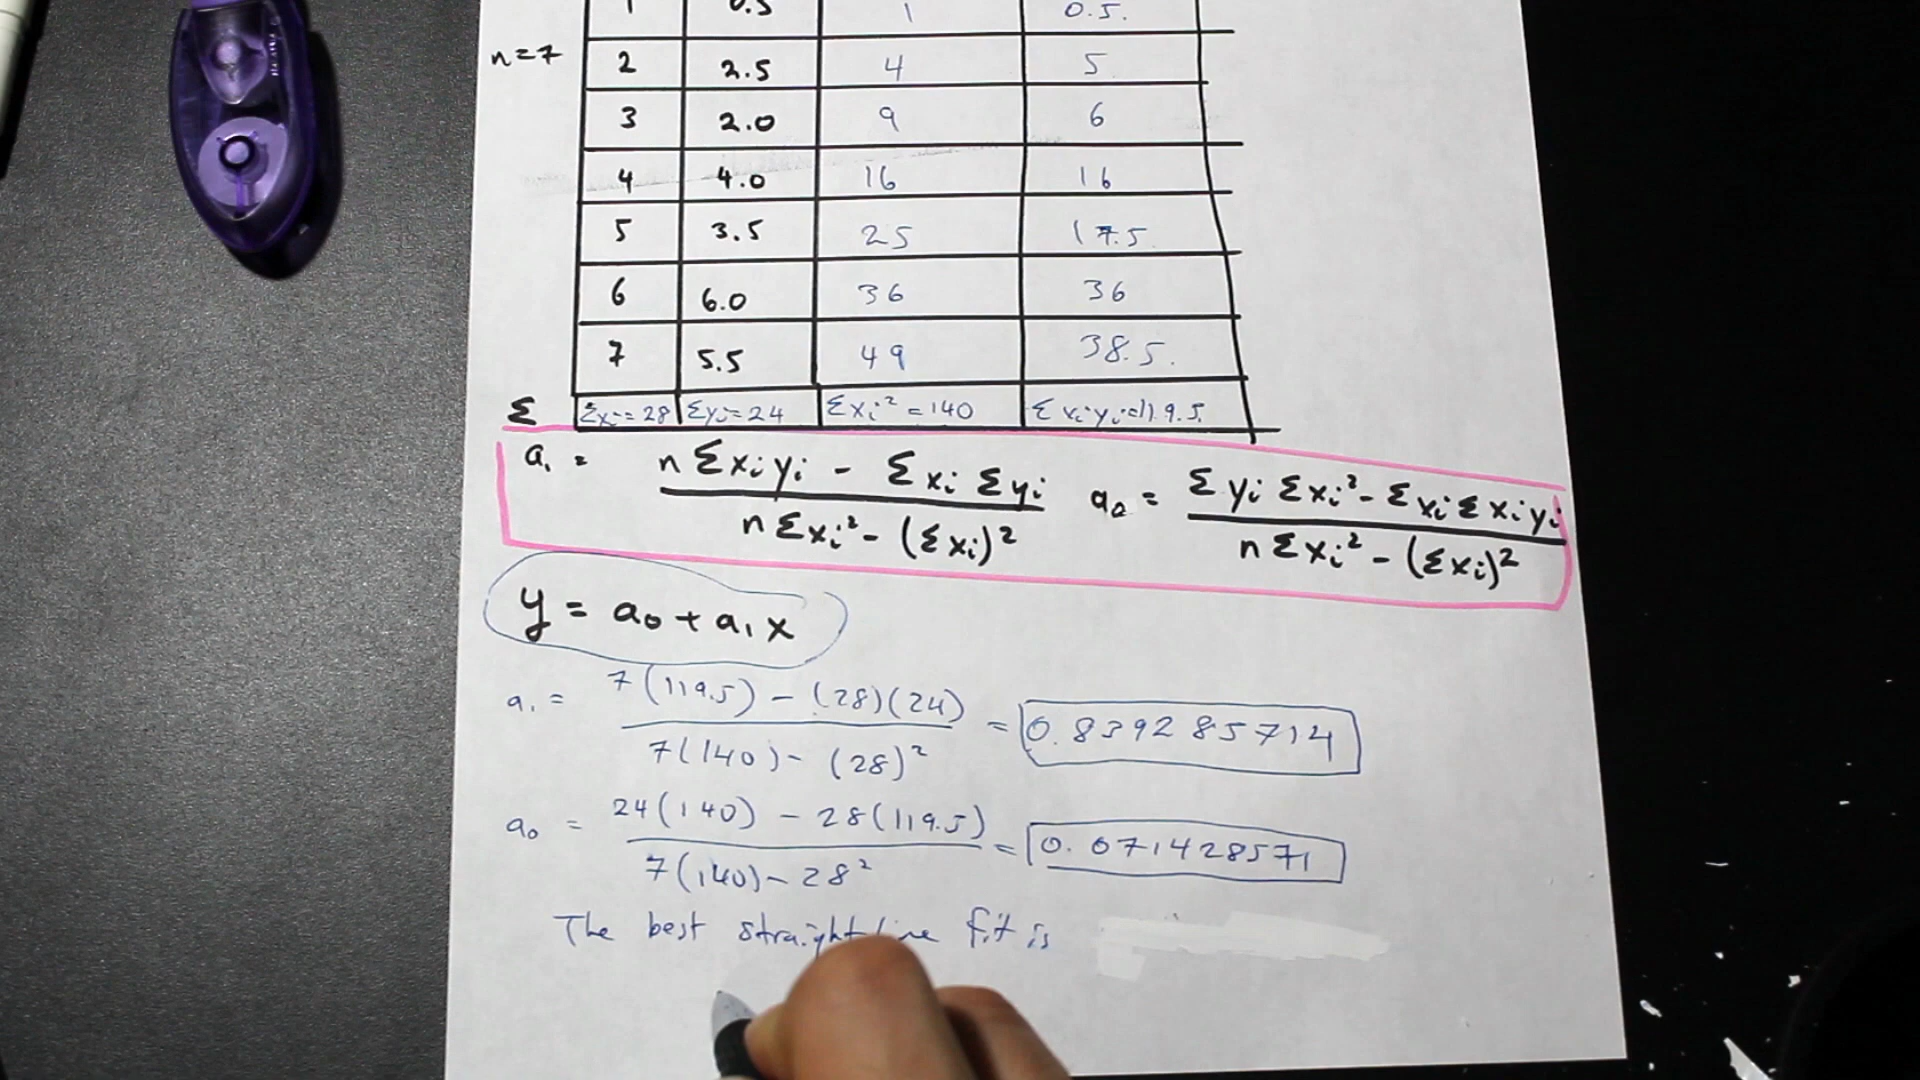 1 0.5 1 0.5.
n=7
2 2.5 4 5
3 2.0 9 6
4 4.0 16 16
5 3.5 25 17.5
6 6.0 36 36
7 5.5 49 38.5.
Σ Σxi = 28 Σyi = 24 Σxi² = 140 Σxiyi = 119.5.
a₁ = nΣxiyi - ΣxiΣyi / nΣxi² - (Σxi)² a₀ = ΣyiΣxi² - ΣxiΣxiyi / nΣxi² - (Σxi)²
y = a₀ + a₁x
a₁ = 7(119.5) - (28)(24) / 7(140) - (28)² = 0.839285714
a₀ = 24(140) - 28(119.5) / 7(140) - 28² = 0.071428571
The best straight line fit is